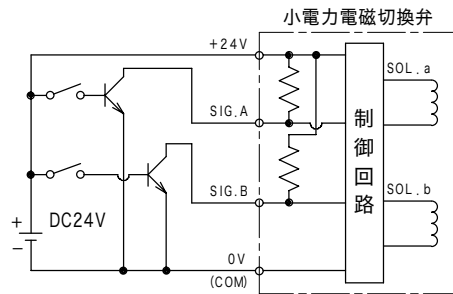 小電力電磁切換弁
+24V
SOL.a
SIG.A
制御回路
SIG.B
SOL.b
+
DC24V
−
0V
(COM)